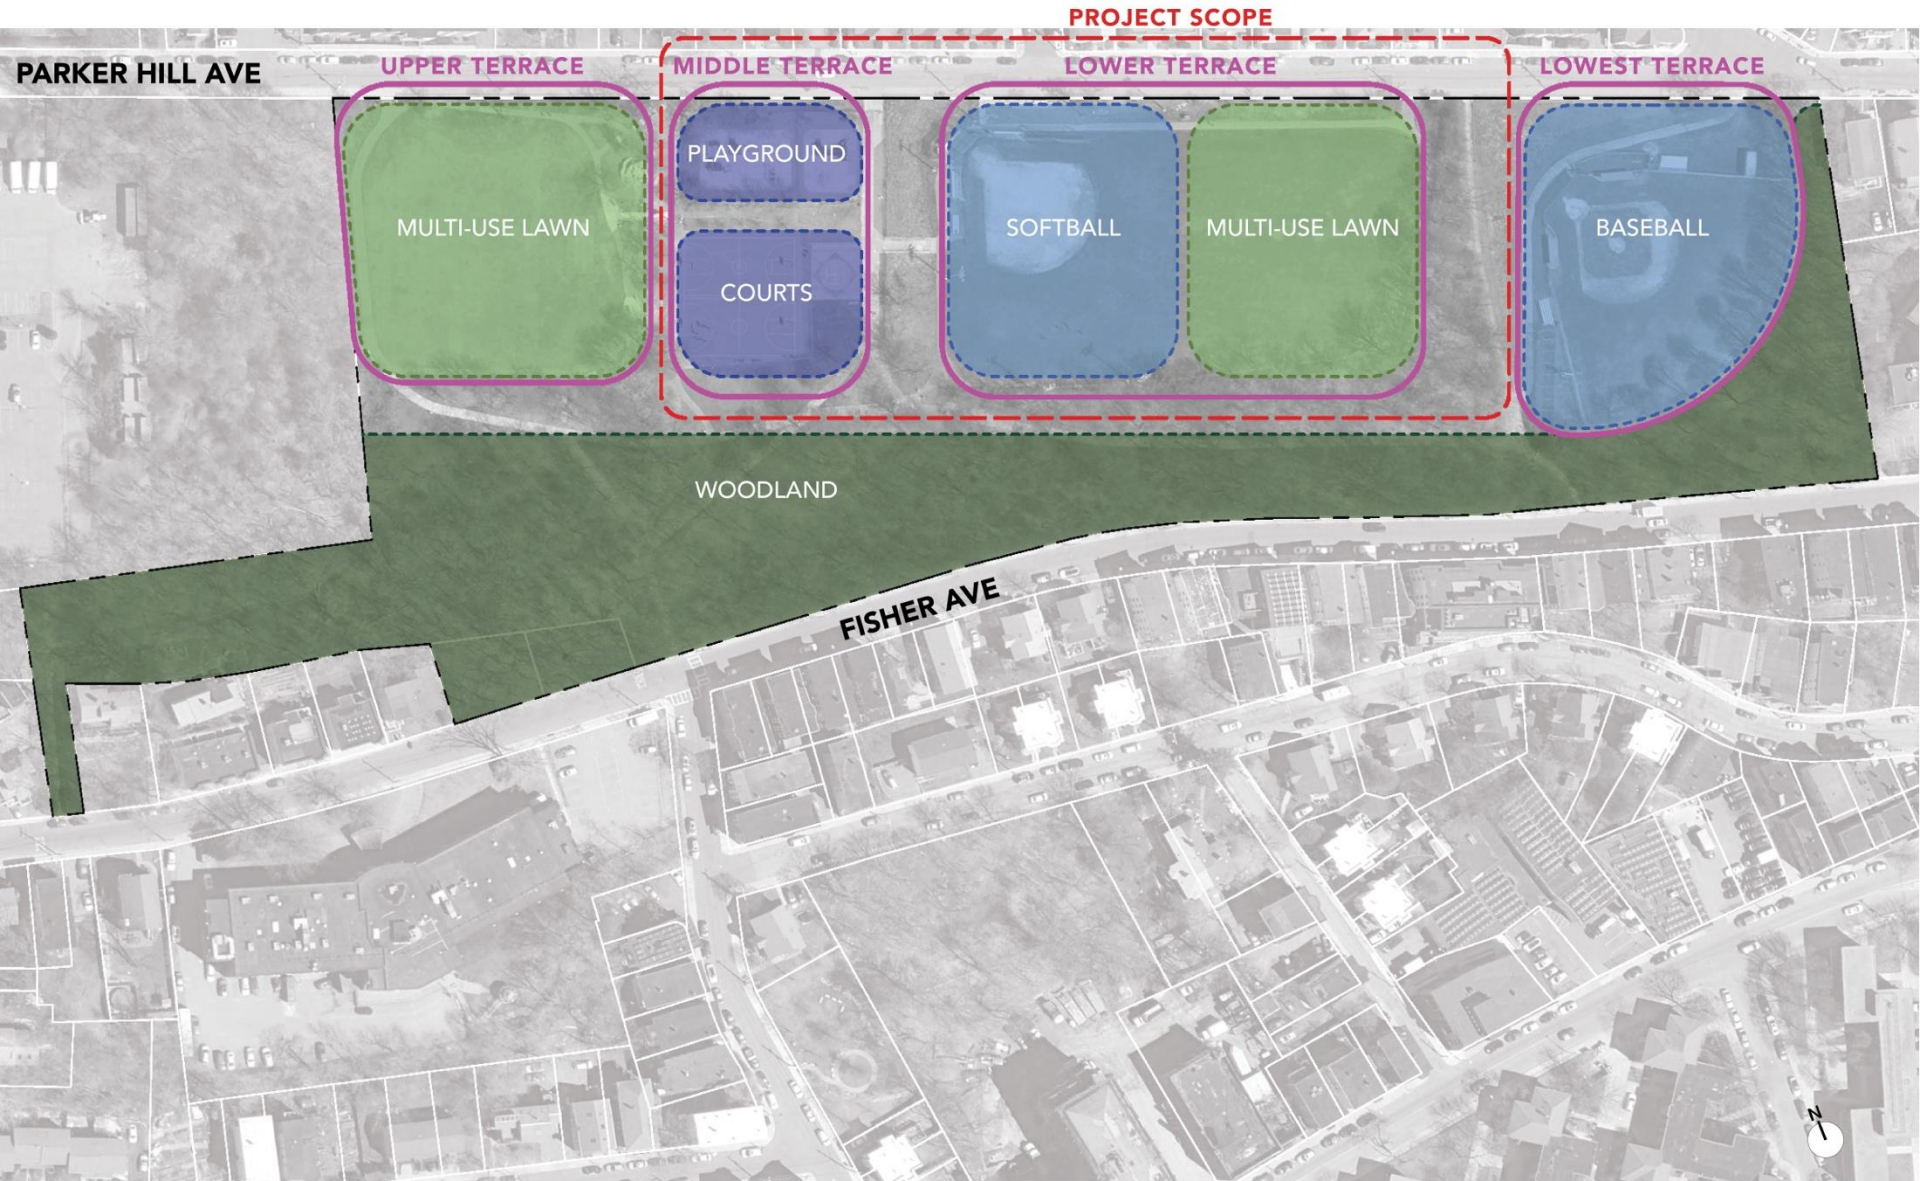 PROJECT SCOPE
PARKER HILL AVE
UPPER TERRACE
MIDDLE TERRACE
LOWER TERRACE
LOWEST TERRACE
PLAYGROUND
MULTI-USE LAWN
SOFTBALL
MULTI-USE LAWN
BASEBALL
COURTS
WOODLAND
FISHER AVE
N